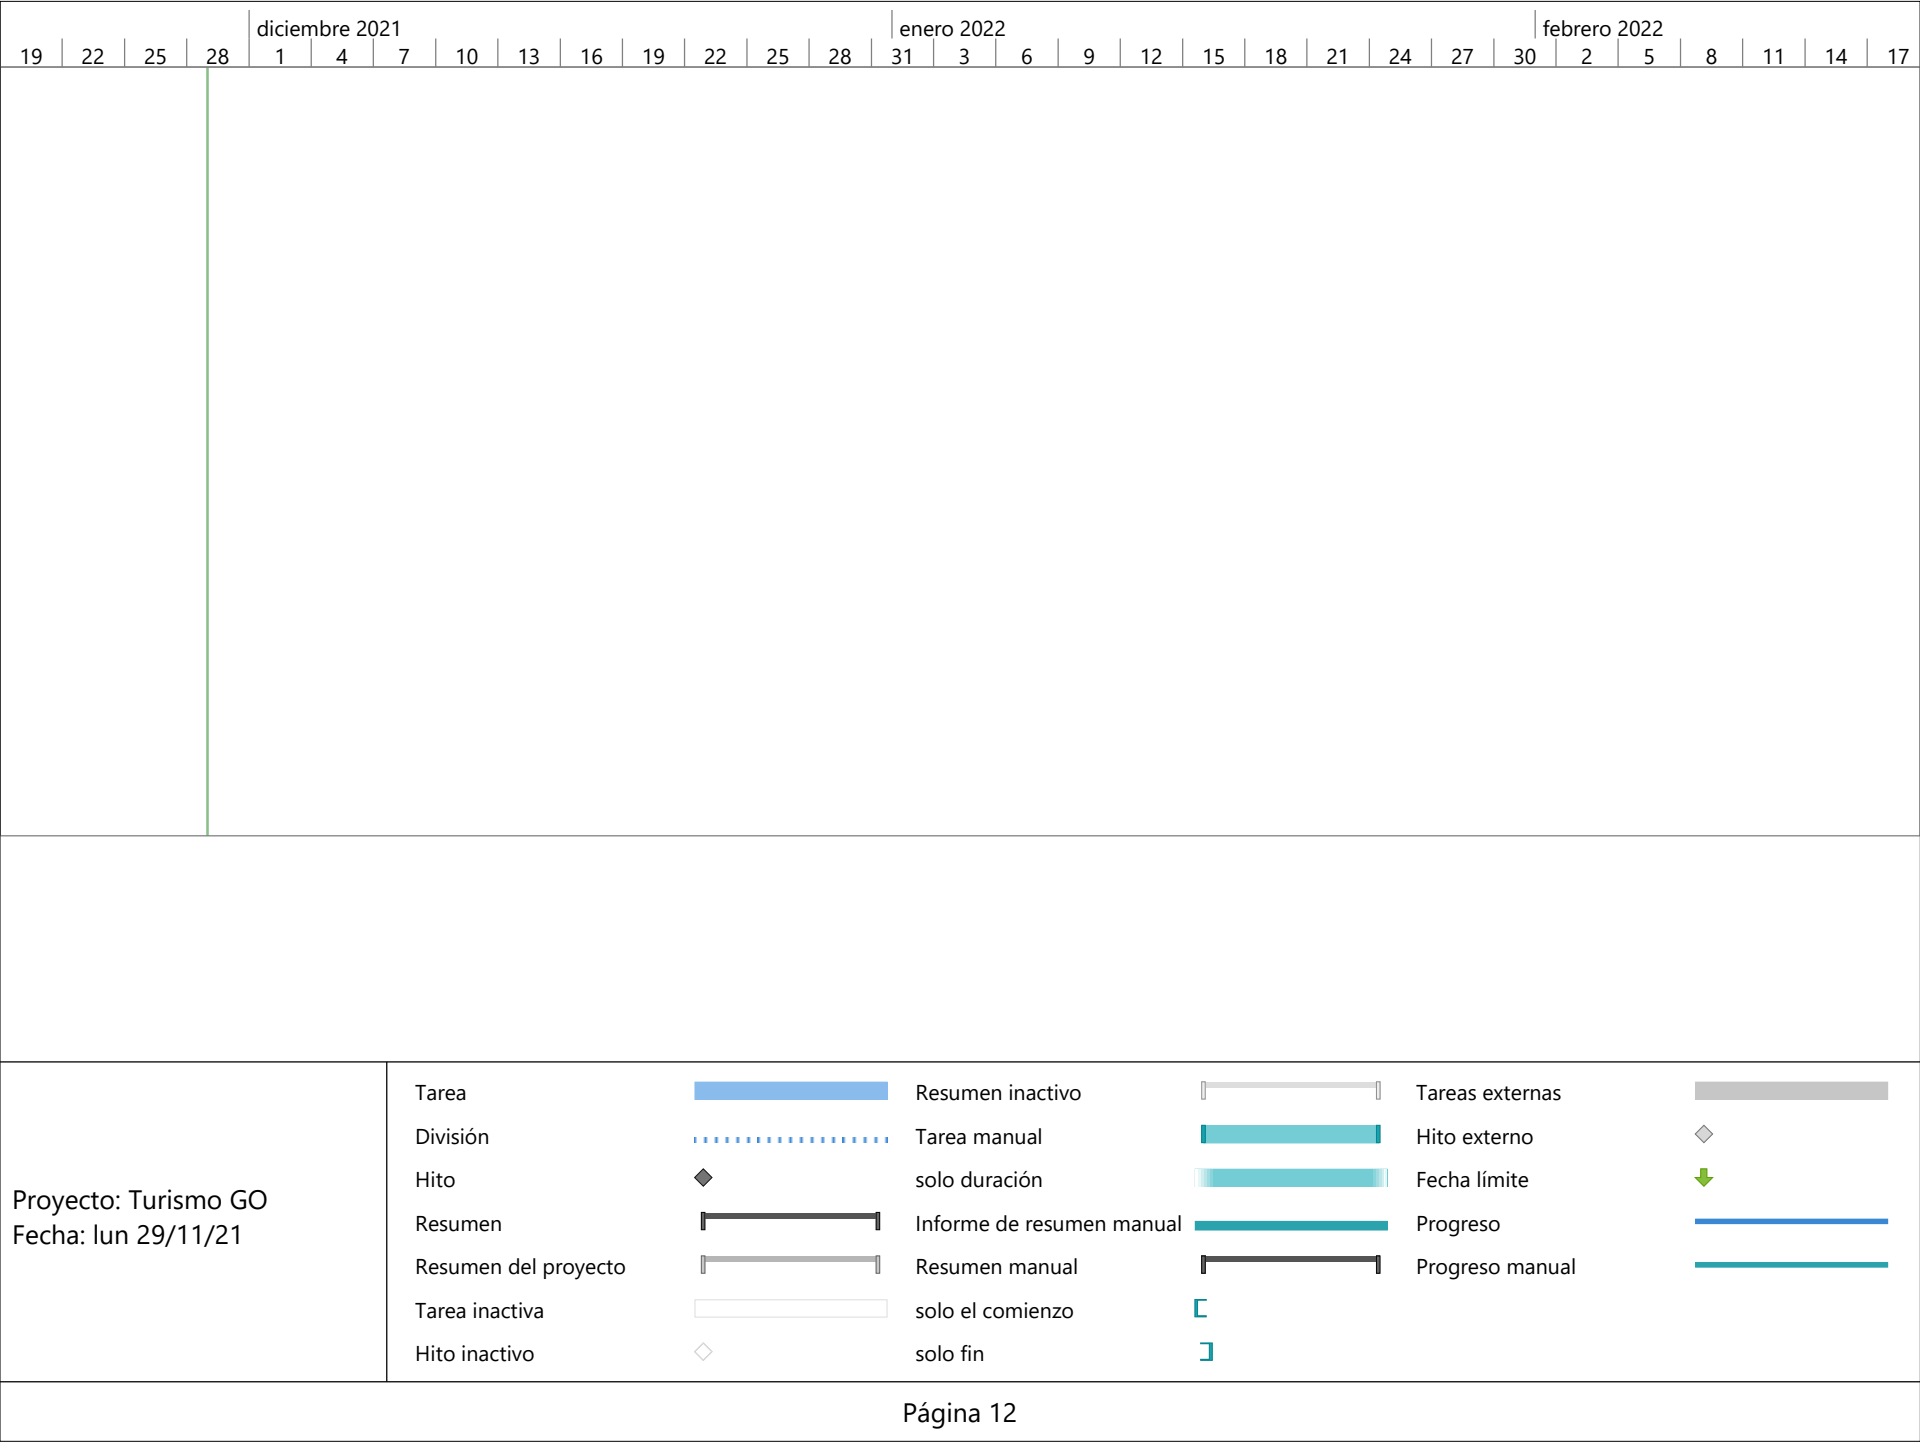 diciembre 2021 enero 2022 febrero 2022
19 22 25 28 1 4 7 10 13 16 19 22 25 28 31 3 6 9 12 15 18 21 24 27 30 2 5 8 11 14 17
Proyecto: Turismo GO
Fecha: lun 29/11/21
Tarea
División
Hito
Resumen
Resumen del proyecto
Tarea inactiva
Hito inactivo
Resumen inactivo
Tarea manual
solo duración
Informe de resumen manual
Resumen manual
solo el comienzo
solo fin
Tareas externas
Hito externo
Fecha límite
Progreso
Progreso manual
Página 12